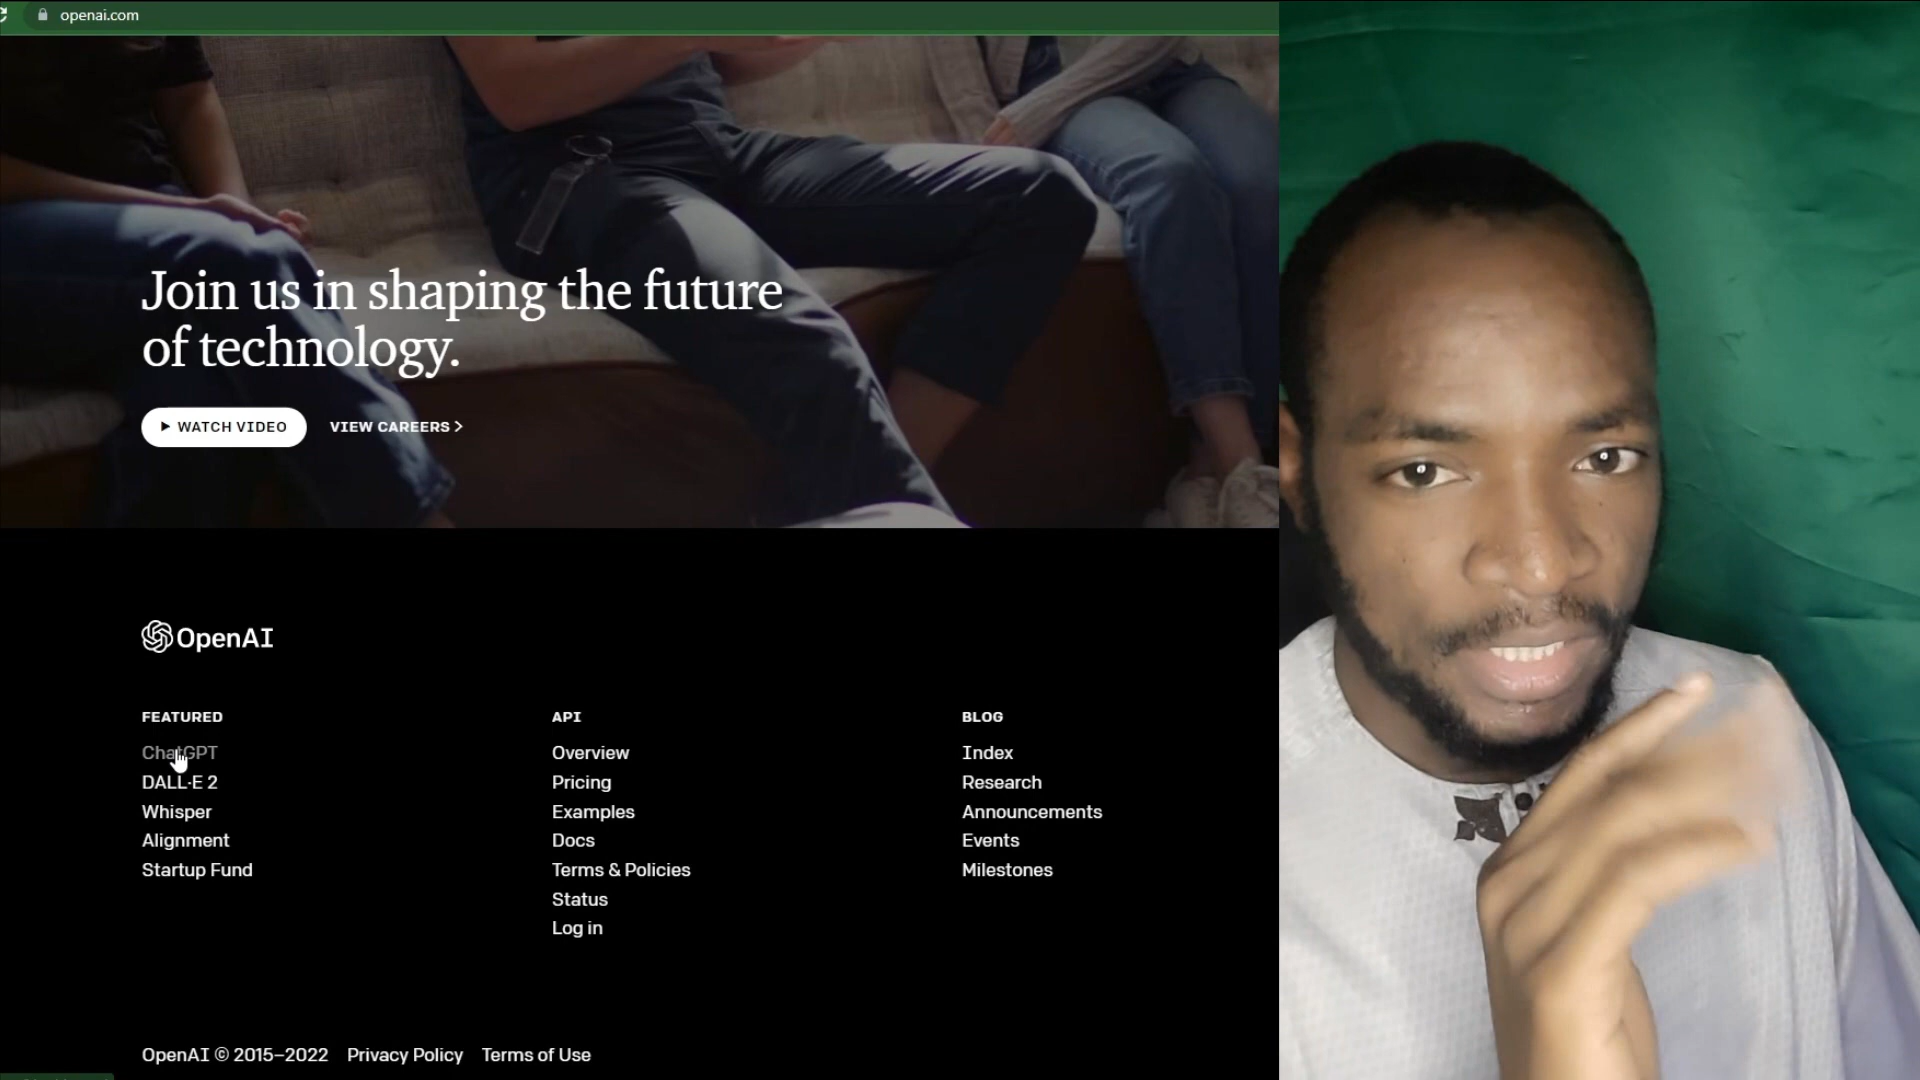 openai.com
Join us in shaping the future
of technology.
WATCH VIDEO
VIEW CAREERS >
OpenAI
FEATURED
ChatGPT
DALL·E 2
Whisper
Alignment
Startup Fund
API
Overview
Pricing
Examples
Docs
Terms & Policies
Status
Log in
BLOG
Index
Research
Announcements
Events
Milestones
OpenAI © 2015–2022 Privacy Policy Terms of Use